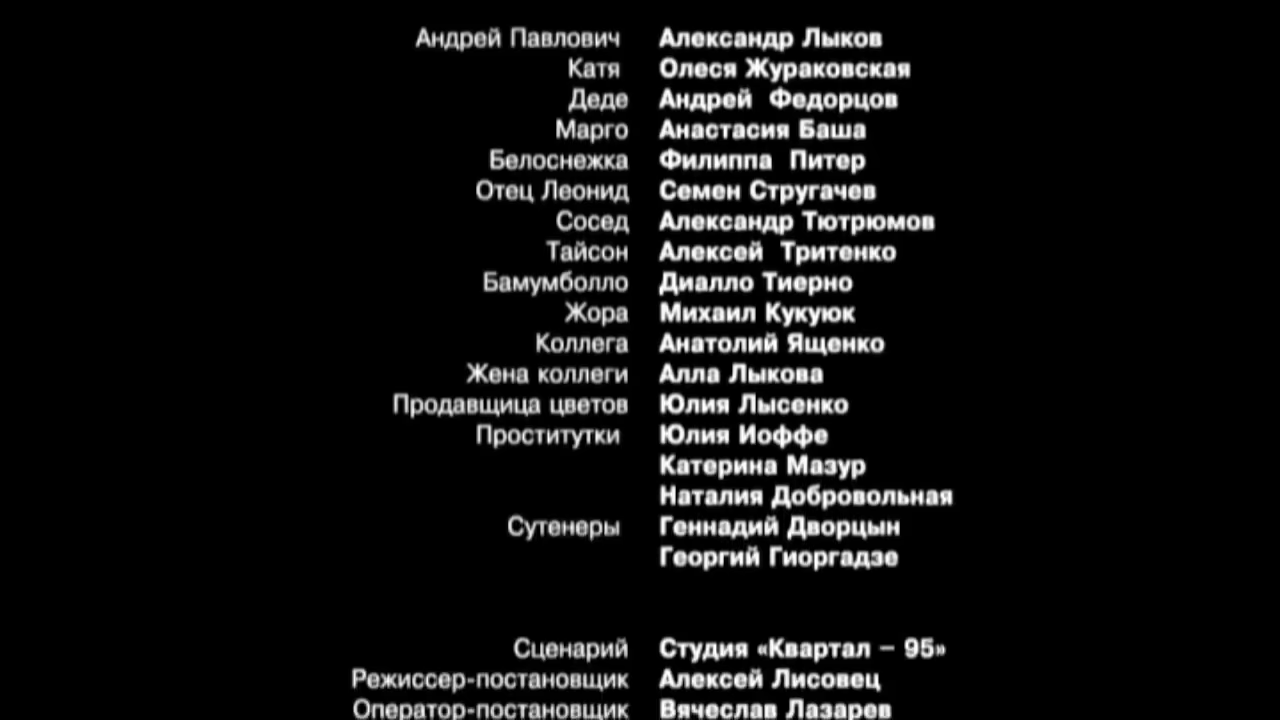 Андрей Павлович Александр Лыков
Катя Олеся Жураковская
Деде Андрей Федорцов
Марго Анастасия Баша
Белоснежка Филиппа Питер
Отец Леонид Семен Стругачев
Сосед Александр Тютрюмов
Тайсон Алексей Тритенко
Бамумболло Диалло Тиерно
Жора Михаил Кукуюк
Коллега Анатолий Ященко
Жена коллеги Алла Лыкова
Продавщица цветов Юлия Лысенко
Проститутки Юлия Иоффе
Катерина Мазур
Наталия Добровольная
Сутенеры Геннадий Дворцын
Георгий Гиоргадзе
Сценарий Студия «Квартал – 95»
Режиссер-постановщик Алексей Лисовец
Оператор-постановщик Вячеслав Лазарев